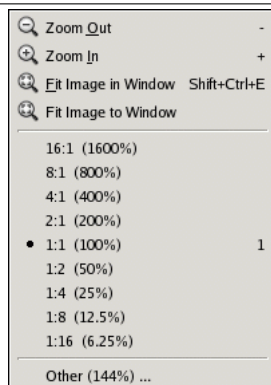 Zoom Out -
Zoom In +
Fit Image in Window Shift+Ctrl+E
Fit Image to Window
16:1 (1600%)
8:1 (800%)
4:1 (400%)
2:1 (200%)
1:1 (100%) 1
1:2 (50%)
1:4 (25%)
1:8 (12.5%)
1:16 (6.25%)
Other (144%) ...